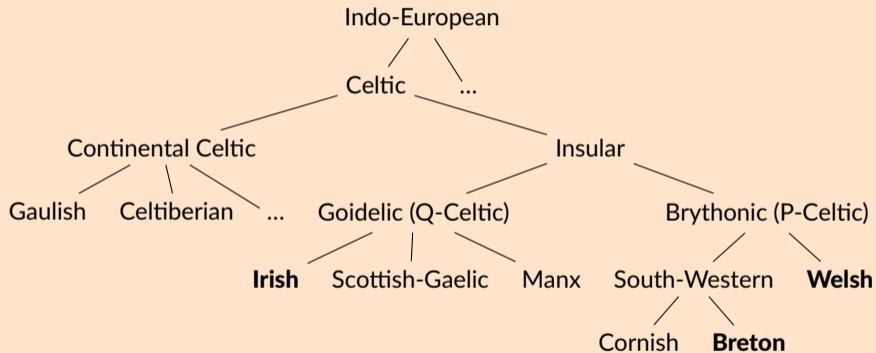 Indo-European
Celtic ...
Continental Celtic Insular
Gaulish Celtiberian ... Goidelic (Q-Celtic) Brythonic (P-Celtic)
Irish Scottish-Gaelic Manx South-Western Welsh
Cornish Breton